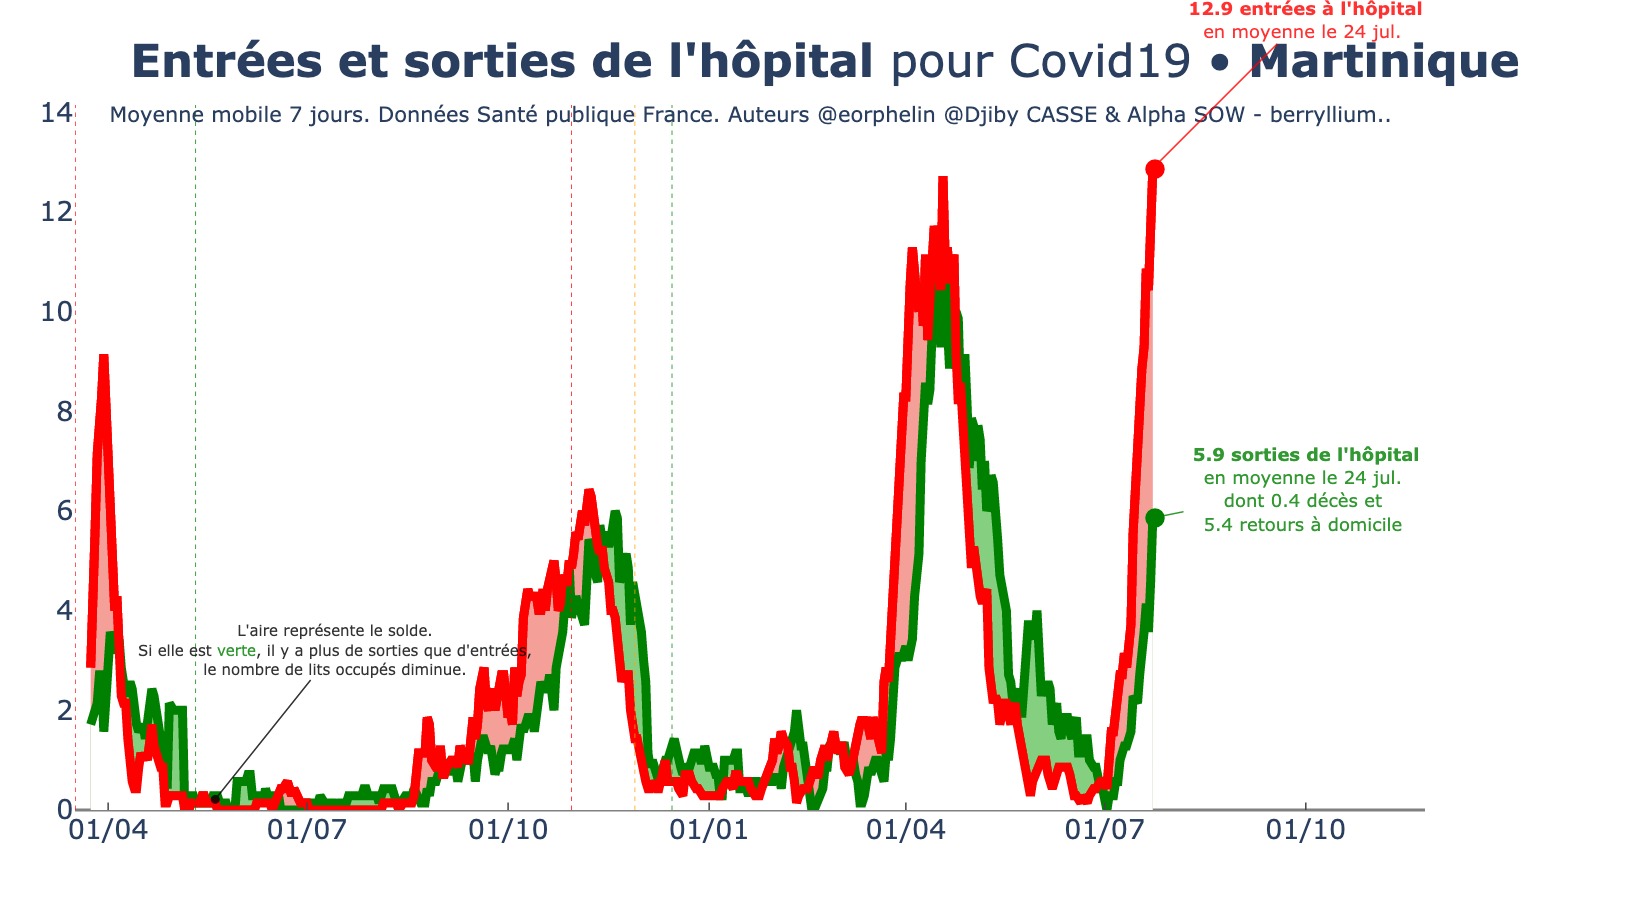 12.9 entrées à l'hôpital
en moyenne le 24 jul.
Entrées et sorties de l'hôpital pour Covid19 • Martinique
Moyenne mobile 7 jours. Données Santé publique France. Auteurs @eorphelin @Djiby CASSE & Alpha SOW - berryllium..
14
12
10
8
6
4
2
0
5.9 sorties de l'hôpital
en moyenne le 24 jul.
dont 0.4 décès et
5.4 retours à domicile
L'aire représente le solde.
Si elle est verte, il y a plus de sorties que d'entrées,
le nombre de lits occupés diminue.
01/04 01/07 01/10 01/01 01/04 01/07 01/10